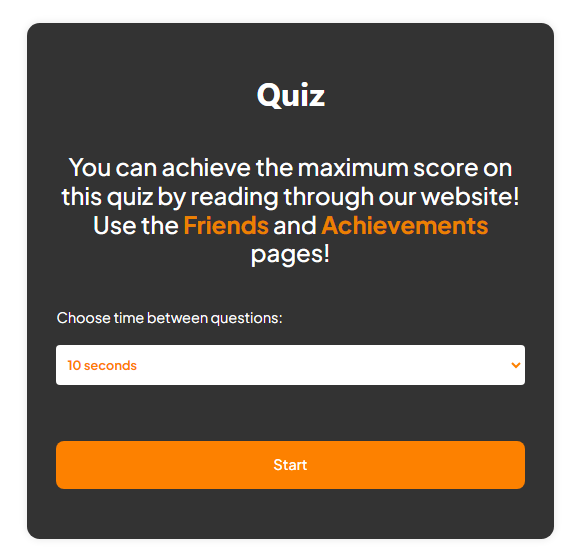 Quiz
You can achieve the maximum score on
this quiz by reading through our website!
Use the Friends and Achievements
pages!
Choose time between questions:
10 seconds
Start